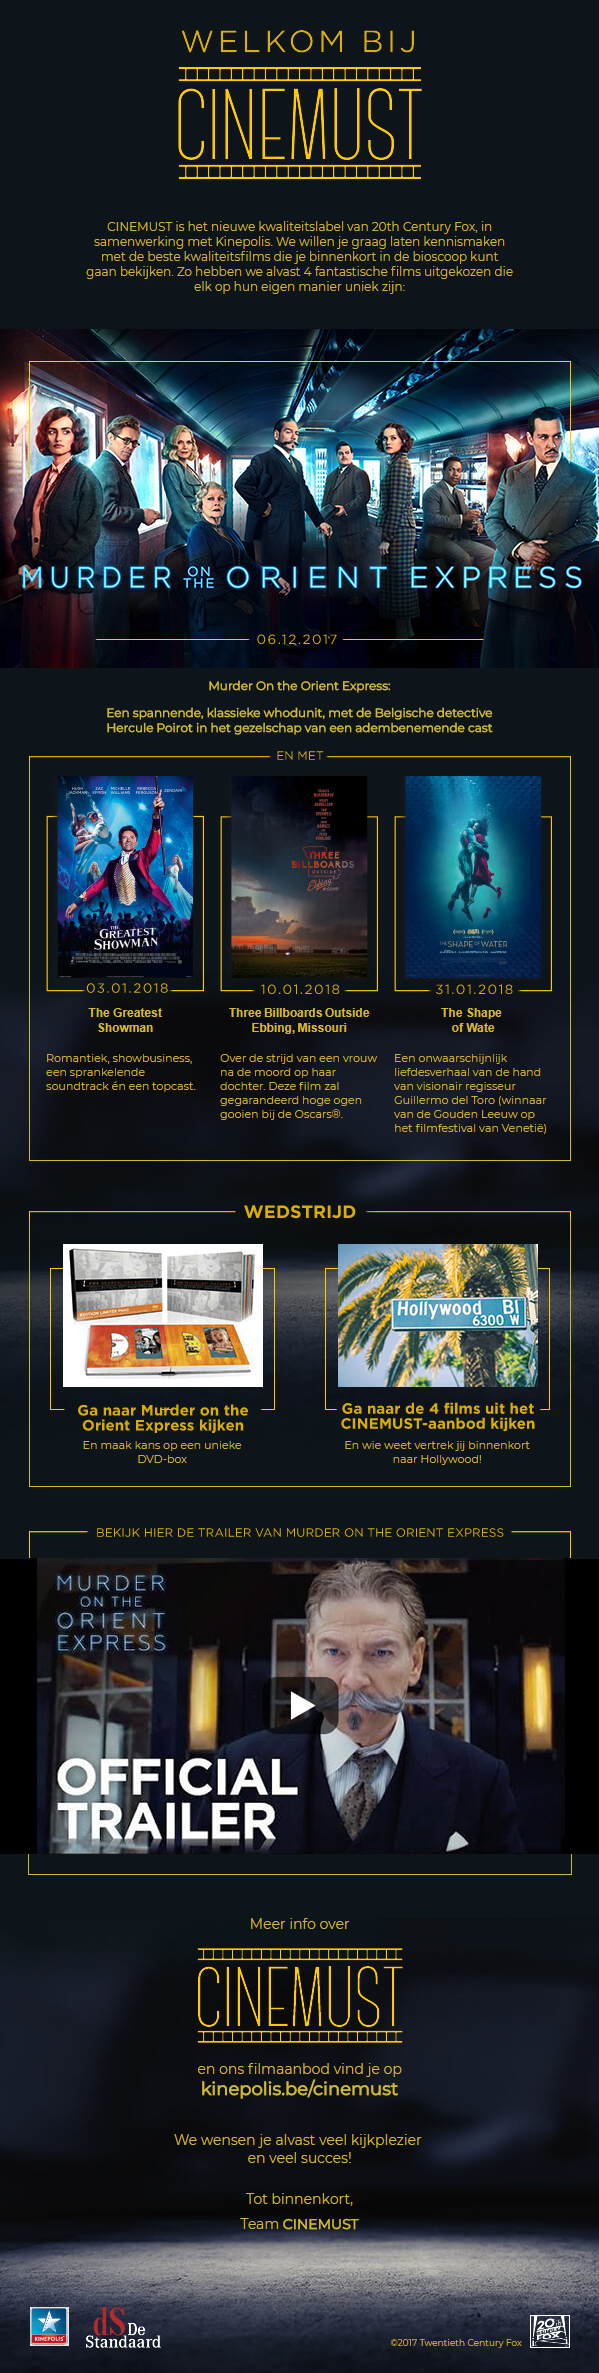 WELKOM BIJ
CINEMUST
CINEMUST is het nieuwe kwaliteitslabel van 20th Century Fox, in
samenwerking met Kinepolis. We willen je graag laten kennismaken
met de beste kwaliteitsfilms die je binnenkort in de bioscoop kunt
gaan bekijken. Zo hebben we alvast 4 fantastische films uitgekozen die
elk op hun eigen manier uniek zijn:
MURDER ON THE ORIENT EXPRESS
06.12.2017
Murder On the Orient Express:
Een spannende, klassieke whodunit, met de Belgische detective
Hercule Poirot in het gezelschap van een adembenemende cast
EN MET
HUGH JACKMAN ZAC EFRON MICHELLE WILLIAMS REBECCA FERGUSON ZENDAYA
THE
GREATEST
SHOWMAN
THREE
BILLBOARDS
OUTSIDE
Ebbing
THE SHAPE OF WATER
03.01.2018
10.01.2018
31.01.2018
The Greatest
Showman
Romantiek, showbusiness,
een sprankelende
soundtrack én een topcast.
Three Billboards Outside
Ebbing, Missouri
Over de strijd van een vrouw
na de moord op haar
dochter. Deze film zal
gegarandeerd hoge ogen
gooien bij de Oscars®.
The Shape
of Wate
Een onwaarschijnlijk
liefdesverhaal van de hand
van visionair regisseur
Guillermo del Toro (winnaar
van de Gouden Leeuw op
het filmfestival van Venetië)
WEDSTRIJD
EDITION LIMITÉE FNAC
Hollywood Bl
6300 W
Ga naar Murder on the
Orient Express kijken
En maak kans op een unieke
DVD-box
Ga naar de 4 films uit het
CINEMUST-aanbod kijken
En wie weet vertrek jij binnenkort
naar Hollywood!
BEKIJK HIER DE TRAILER VAN MURDER ON THE ORIENT EXPRESS
MURDER
ON THE
ORIENT
EXPRESS
OFFICIAL
TRAILER
Meer info over
CINEMUST
en ons filmaanbod vind je op
kinepolis.be/cinemust
We wensen je alvast veel kijkplezier
en veel succes!
Tot binnenkort,
Team CINEMUST
KINEPOLIS
dS De
Standaard
©2017 Twentieth Century Fox
20th CENTURY FOX